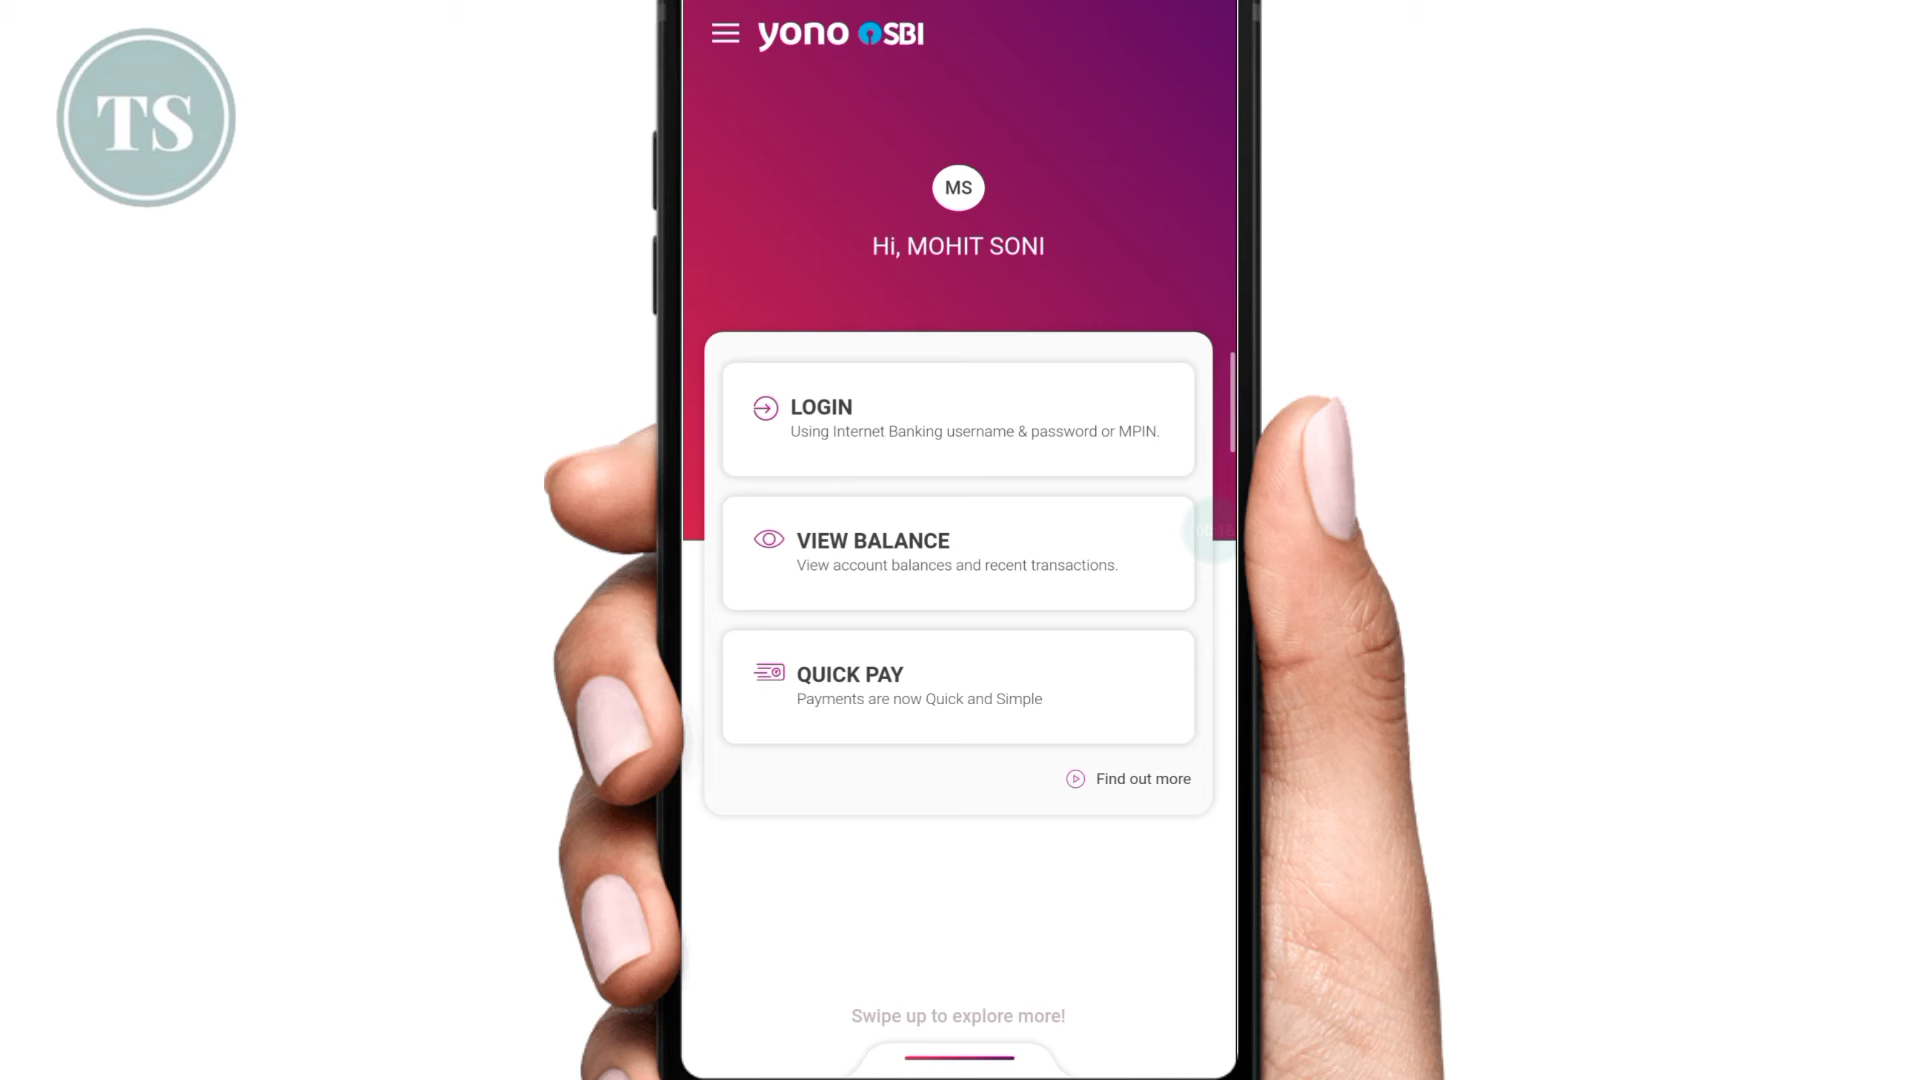 TS
yono SBI
MS
Hi, MOHIT SONI
LOGIN
Using Internet Banking username & password or MPIN.
VIEW BALANCE
View account balances and recent transactions.
00:16
QUICK PAY
Payments are now Quick and Simple
Find out more
Swipe up to explore more!